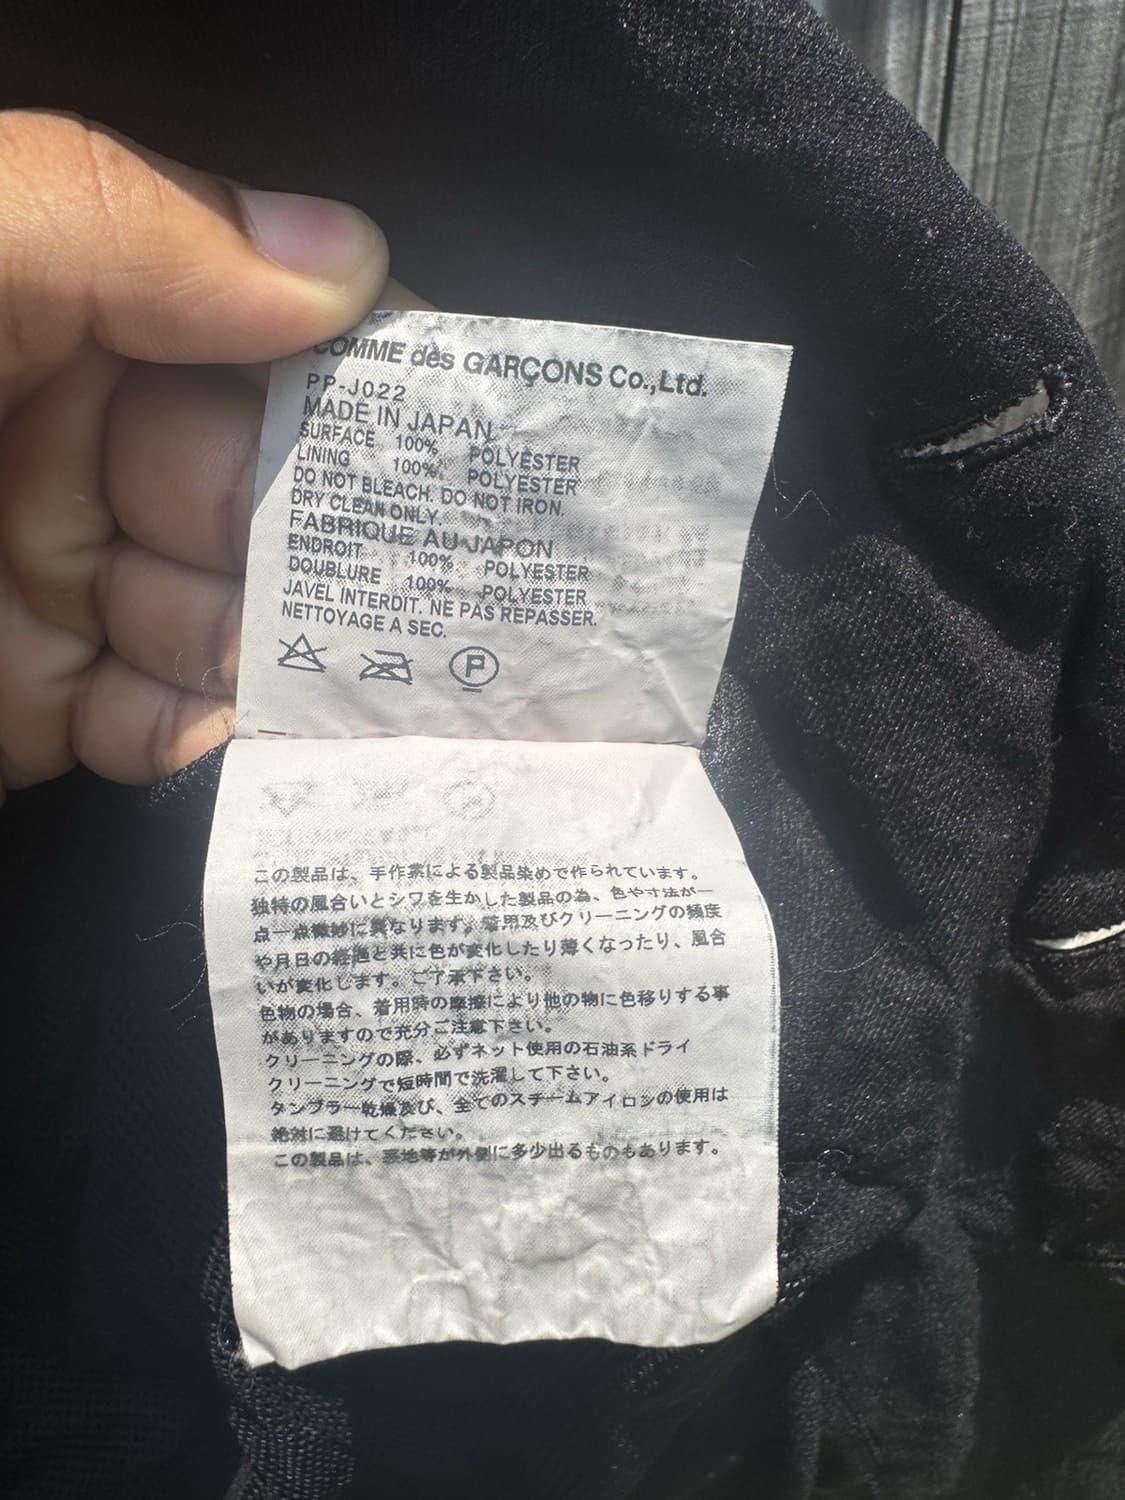 COMME des GARÇONS Co.,Ltd.
PP-J022
MADE IN JAPAN
SURFACE 100% POLYESTER
LINING 100% POLYESTER
DO NOT BLEACH. DO NOT IRON.
DRY CLEAN ONLY.
FABRIQUE AU JAPON
ENDROIT 100% POLYESTER
DOUBLURE 100% POLYESTER
JAVEL INTERDIT. NE PAS REPASSER.
NETTOYAGE A SEC.
P
この製品は、手作業による製品染めで作られています。
独特の風合いとシワを生かした製品の為、色や寸法が一
点一点微妙に異なります。着用及びクリーニングの頻度
や月日の経過と共に色が変化したり薄くなったり、風合
いが変化します。ご了承下さい。
色物の場合、着用時の摩擦により他の物に色移りする事
がありますので充分ご注意下さい。
クリーニングの際、必ずネット使用の石油系ドライ
クリーニングで短時間で洗濯して下さい。
タンブラー乾燥及び、全てのスチームアイロンの使用は
絶対に避けてください。
この製品は、裏地等が外側に多少出るものもあります。